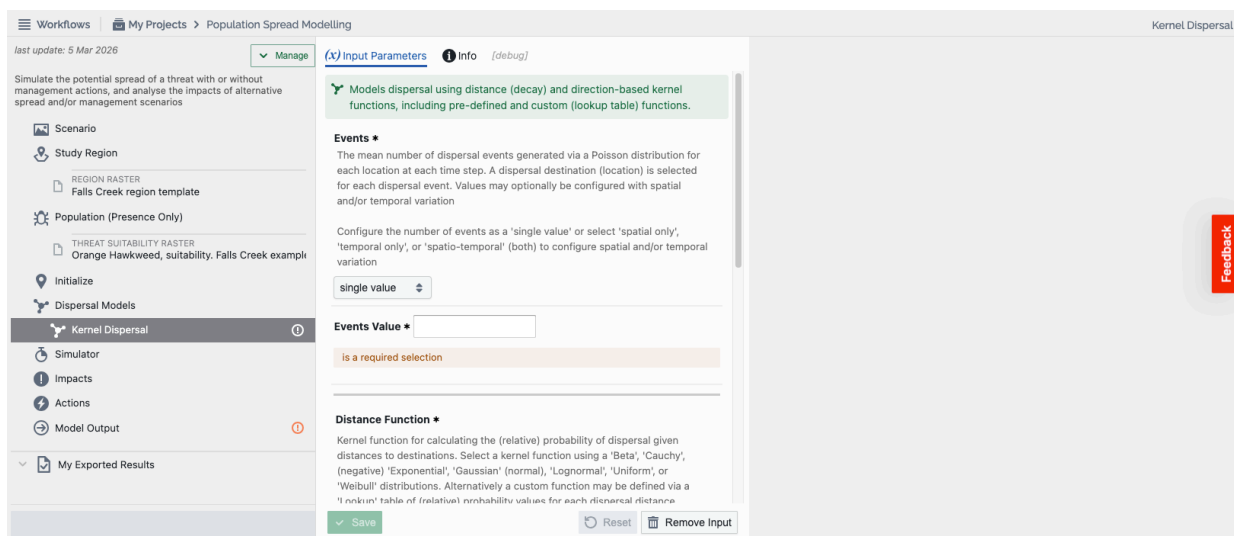 Workflows
My Projects > Population Spread Modelling
Kernel Dispersal
last update: 5 Mar 2026
Manage
Simulate the potential spread of a threat with or without
management actions, and analyse the impacts of alternative
spread and/or management scenarios
Scenario
Study Region
REGION RASTER
Falls Creek region template
Population (Presence Only)
THREAT SUITABILITY RASTER
Orange Hawkweed, suitability. Falls Creek example
Initialize
Dispersal Models
Kernel Dispersal
Simulator
Impacts
Actions
Model Output
My Exported Results
(x) Input Parameters
Info
[debug]
Models dispersal using distance (decay) and direction-based kernel
functions, including pre-defined and custom (lookup table) functions.
Events *
The mean number of dispersal events generated via a Poisson distribution for
each location at each time step. A dispersal destination (location) is selected
for each dispersal event. Values may optionally be configured with spatial
and/or temporal variation
Configure the number of events as a 'single value' or select 'spatial only',
'temporal only', or 'spatio-temporal' (both) to configure spatial and/or temporal
variation
single value
Events Value *
is a required selection
Distance Function *
Kernel function for calculating the (relative) probability of dispersal given
distances to destinations. Select a kernel function using a 'Beta', 'Cauchy',
(negative) 'Exponential', 'Gaussian' (normal), 'Lognormal', 'Uniform', or
'Weibull' distributions. Alternatively a custom function may be defined via a
'Lookup' table of (relative) probability values for each dispersal distance
Save
Reset
Remove Input
Feedback